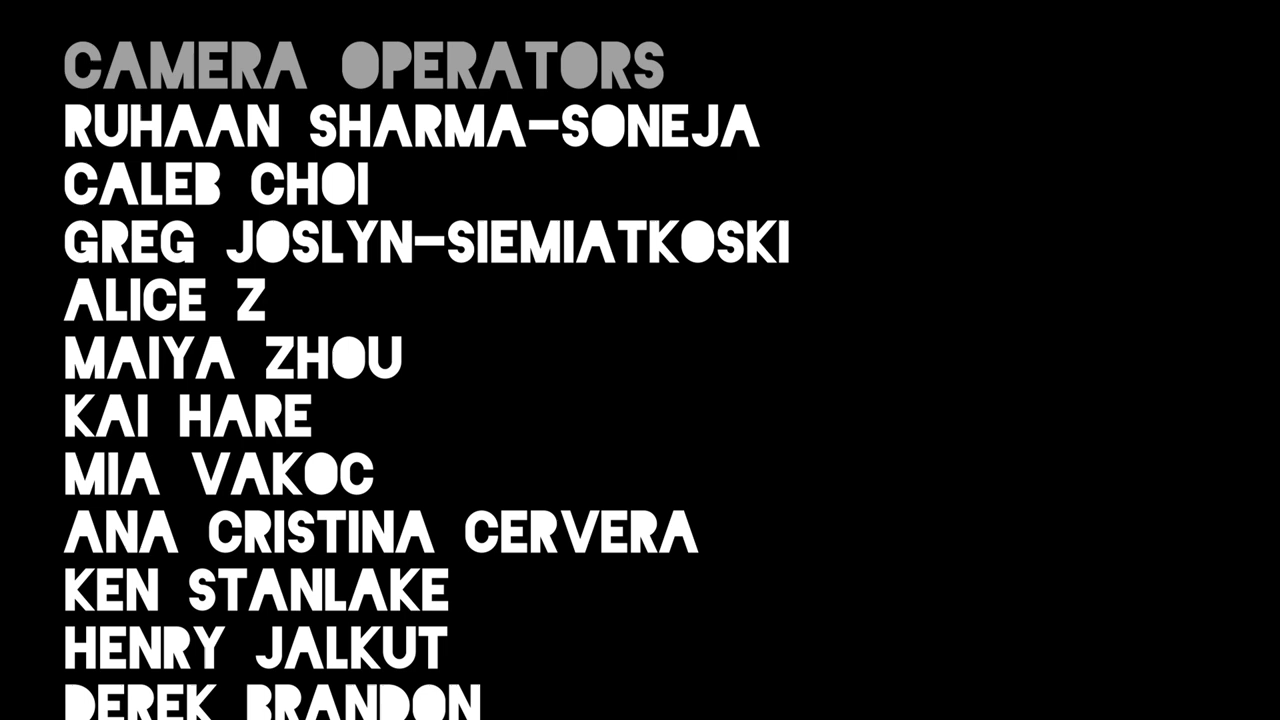 CAMERA OPERATORS
RUHAAN SHARMA-SONEJA
CALEB CHOI
GREG JOSLYN-SIEMIATKOSKI
ALICE Z
MAIYA ZHOU
KAI HARE
MIA VAKOC
ANA CRISTINA CERVERA
KEN STANLAKE
HENRY JALKUT
DEREK BRANDON